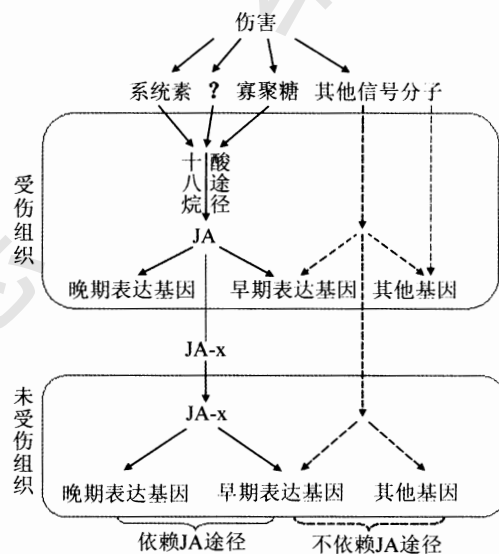 伤害
系统素 ? 寡聚糖 其他信号分子
受伤组织
十八烷
酸途径
JA
晚期表达基因 早期表达基因 其他基因
JA-x
未受伤组织
JA-x
晚期表达基因 早期表达基因 其他基因
依赖JA途径 不依赖JA途径